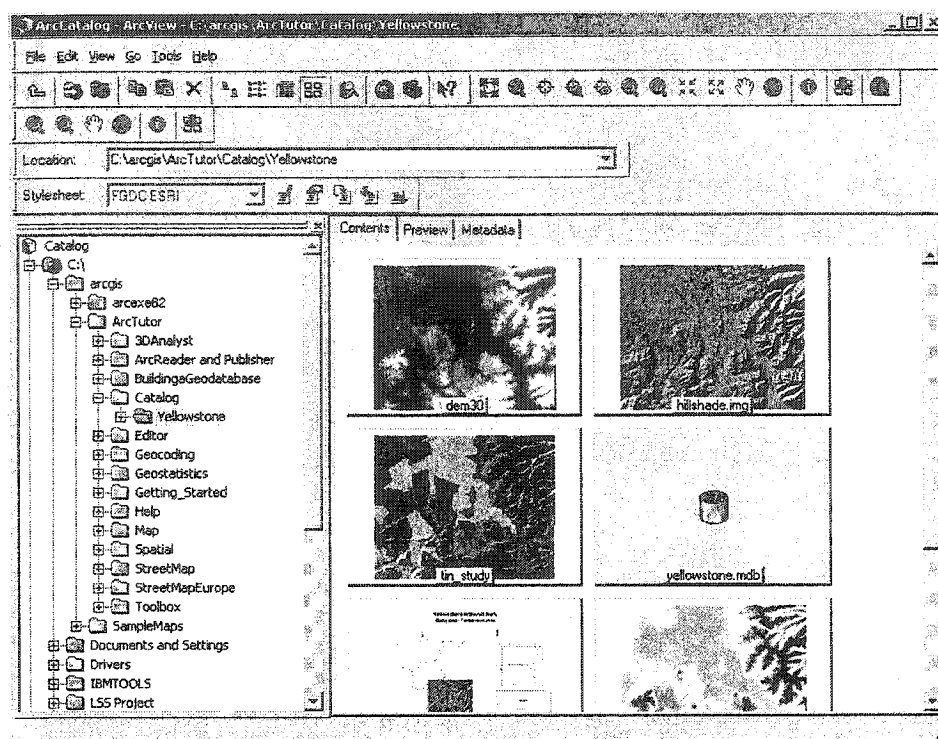 ArcCatalog - ArcView - C:\arcgis\ArcTutor\Catalog\Yellowstone
File Edit View Go Tools Help
Location: C:\arcgis\ArcTutor\Catalog\Yellowstone
Stylesheet: FGDC ESRI
Contents Preview Metadata
Catalog
C:\
arcgis
arcexe82
ArcTutor
3DAnalyst
ArcReader and Publisher
BuildingaGeodatabase
Catalog
Yellowstone
Editor
Geocoding
Geostatistics
Getting_Started
Help
Map
Spatial
StreetMap
StreetMapEurope
Toolbox
SampleMaps
Documents and Settings
Drivers
IBMTOOLS
LSS Project
dem30
hillshade.img
tin_study
yellowstone.mdb